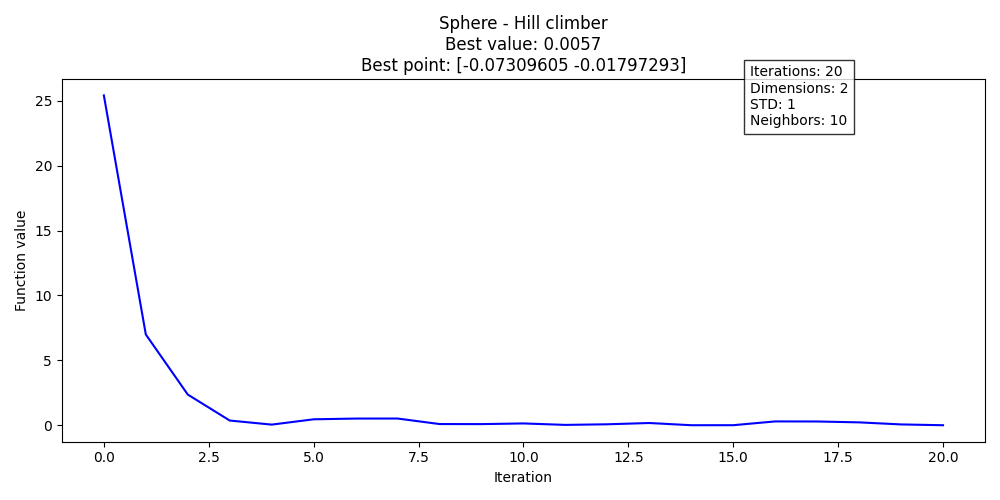 Sphere - Hill climber
Best value: 0.0057
Best point: [-0.07309605 -0.01797293]
Iterations: 20
Dimensions: 2
STD: 1
Neighbors: 10
25
20
15
10
5
0
Function value
0.0 2.5 5.0 7.5 10.0 12.5 15.0 17.5 20.0
Iteration